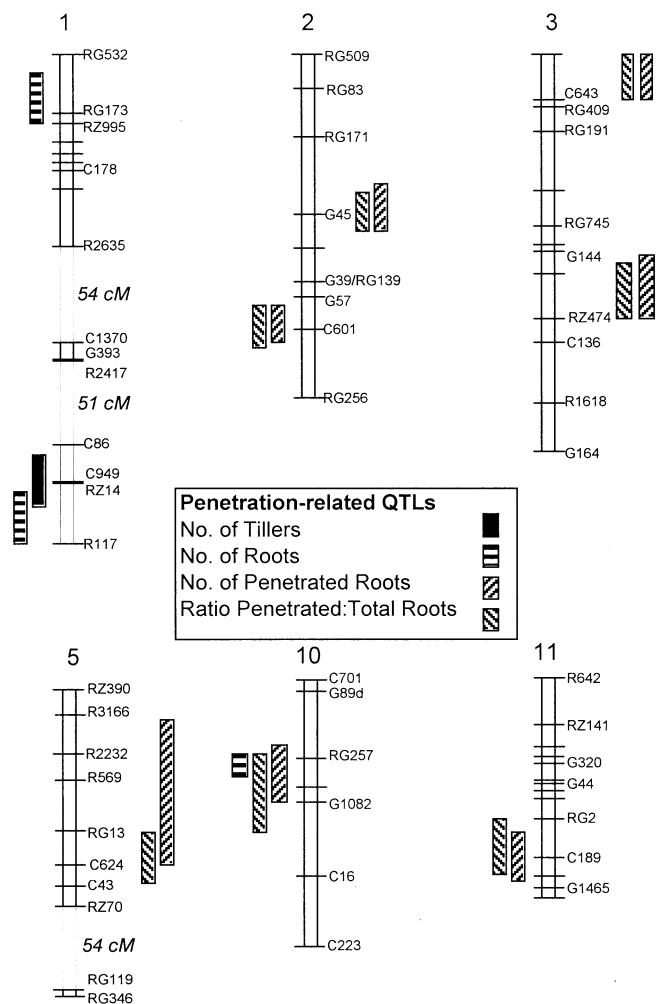 1
RG532
RG173
RZ995
C178
R2635
54 cM
C1370
G393
R2417
51 cM
C86
C949
RZ14
R117
2
RG509
RG83
RG171
G45
G39/RG139
G57
C601
RG256
3
C643
RG409
RG191
RG745
G144
RZ474
C136
R1618
G164
Penetration-related QTLs
No. of Tillers
No. of Roots
No. of Penetrated Roots
Ratio Penetrated:Total Roots
5
RZ390
R3166
R2232
R569
RG13
C624
C43
RZ70
54 cM
RG119
RG346
10
C701
G89d
RG257
G1082
C16
C223
11
R642
RZ141
G320
G44
RG2
C189
G1465